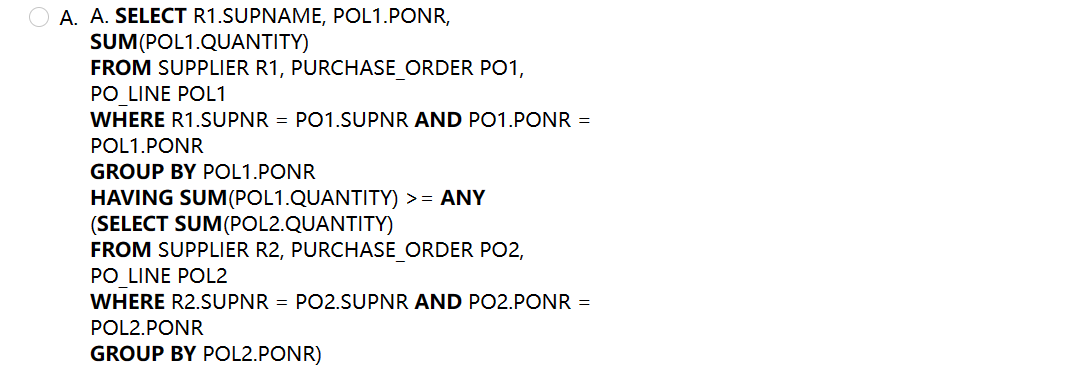 A. A. SELECT R1.SUPNAME, POL1.PONR,
SUM(POL1.QUANTITY)
FROM SUPPLIER R1, PURCHASE_ORDER PO1,
PO_LINE POL1
WHERE R1.SUPNR = PO1.SUPNR AND PO1.PONR =
POL1.PONR
GROUP BY POL1.PONR
HAVING SUM(POL1.QUANTITY) >= ANY
(SELECT SUM(POL2.QUANTITY)
FROM SUPPLIER R2, PURCHASE_ORDER PO2,
PO_LINE POL2
WHERE R2.SUPNR = PO2.SUPNR AND PO2.PONR =
POL2.PONR
GROUP BY POL2.PONR)